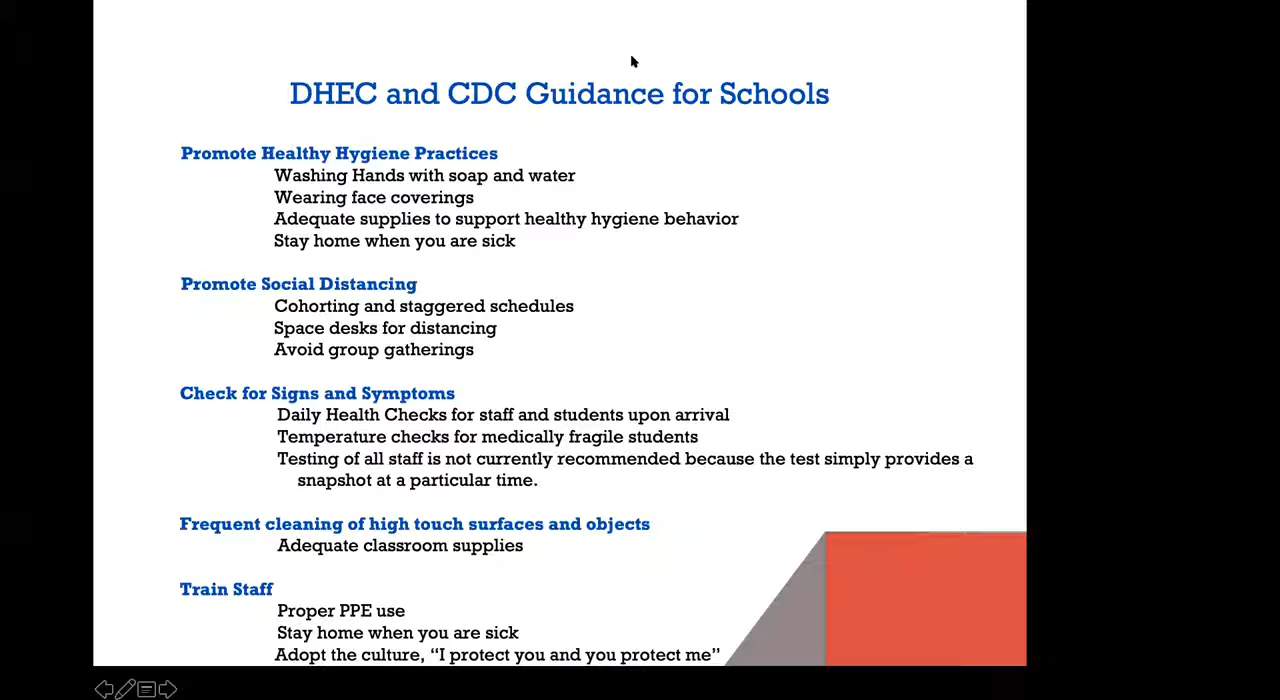 DHEC and CDC Guidance for Schools
Promote Healthy Hygiene Practices
Washing Hands with soap and water
Wearing face coverings
Adequate supplies to support healthy hygiene behavior
Stay home when you are sick
Promote Social Distancing
Cohorting and staggered schedules
Space desks for distancing
Avoid group gatherings
Check for Signs and Symptoms
Daily Health Checks for staff and students upon arrival
Temperature checks for medically fragile students
Testing of all staff is not currently recommended because the test simply provides a
snapshot at a particular time.
Frequent cleaning of high touch surfaces and objects
Adequate classroom supplies
Train Staff
Proper PPE use
Stay home when you are sick
Adopt the culture, “I protect you and you protect me”